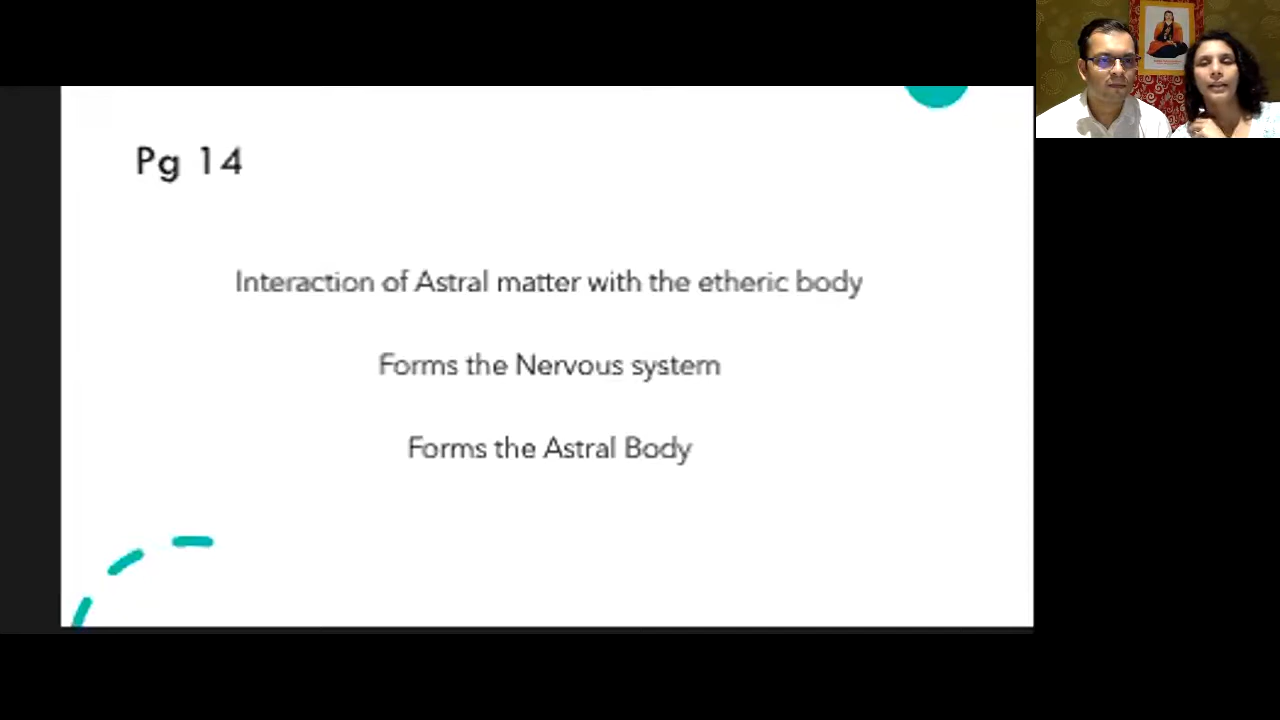 Pg 14
Interaction of Astral matter with the etheric body
Forms the Nervous system
Forms the Astral Body